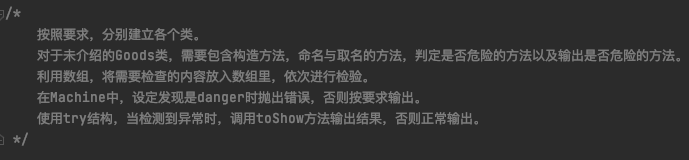 /*
按照要求，分别建立各个类。
对于未介绍的Goods类，需要包含构造方法，命名与取名的方法，判定是否危险的方法以及输出是否危险的方法。
利用数组，将需要检查的内容放入数组里，依次进行检验。
在Machine中，设定发现是danger时抛出错误，否则按要求输出。
使用try结构，当检测到异常时，调用toShow方法输出结果，否则正常输出。
*/